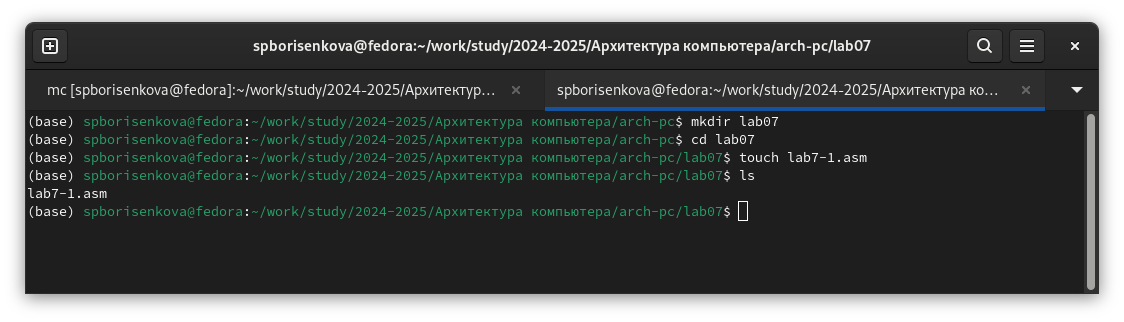 spborisenkova@fedora:~/work/study/2024-2025/Архитектура компьютера/arch-pc/lab07
mc [spborisenkova@fedora]:~/work/study/2024-2025/Архитектур...
spborisenkova@fedora:~/work/study/2024-2025/Архитектура ко...
(base) spborisenkova@fedora:~/work/study/2024-2025/Архитектура компьютера/arch-pc$ mkdir lab07
(base) spborisenkova@fedora:~/work/study/2024-2025/Архитектура компьютера/arch-pc$ cd lab07
(base) spborisenkova@fedora:~/work/study/2024-2025/Архитектура компьютера/arch-pc/lab07$ touch lab7-1.asm
(base) spborisenkova@fedora:~/work/study/2024-2025/Архитектура компьютера/arch-pc/lab07$ ls
lab7-1.asm
(base) spborisenkova@fedora:~/work/study/2024-2025/Архитектура компьютера/arch-pc/lab07$